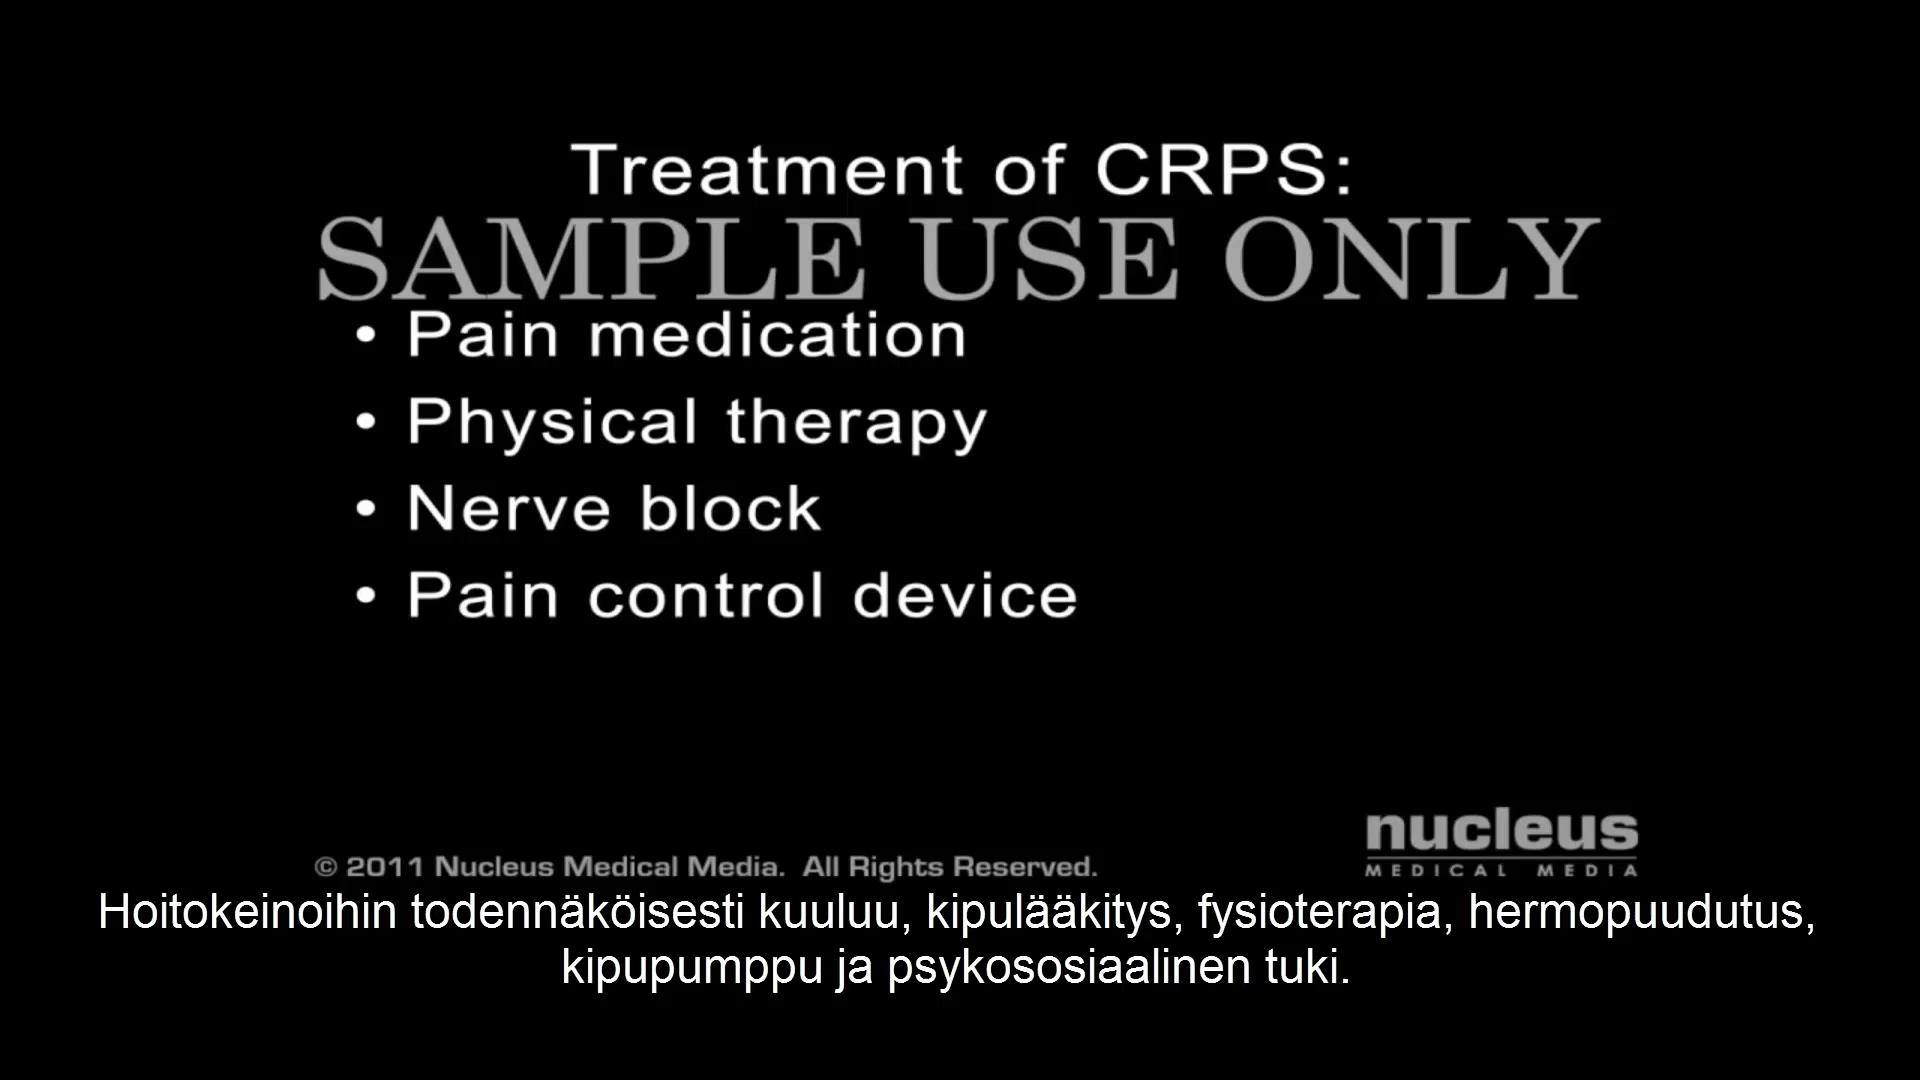 Treatment of CRPS:
SAMPLE USE ONLY
• Pain medication
• Physical therapy
• Nerve block
• Pain control device
nucleus
MEDICAL MEDIA
© 2011 Nucleus Medical Media. All Rights Reserved.
Hoitokeinoihin todennäköisesti kuuluu, kipulääkitys, fysioterapia, hermopuudutus,
kipupumppu ja psykososiaalinen tuki.